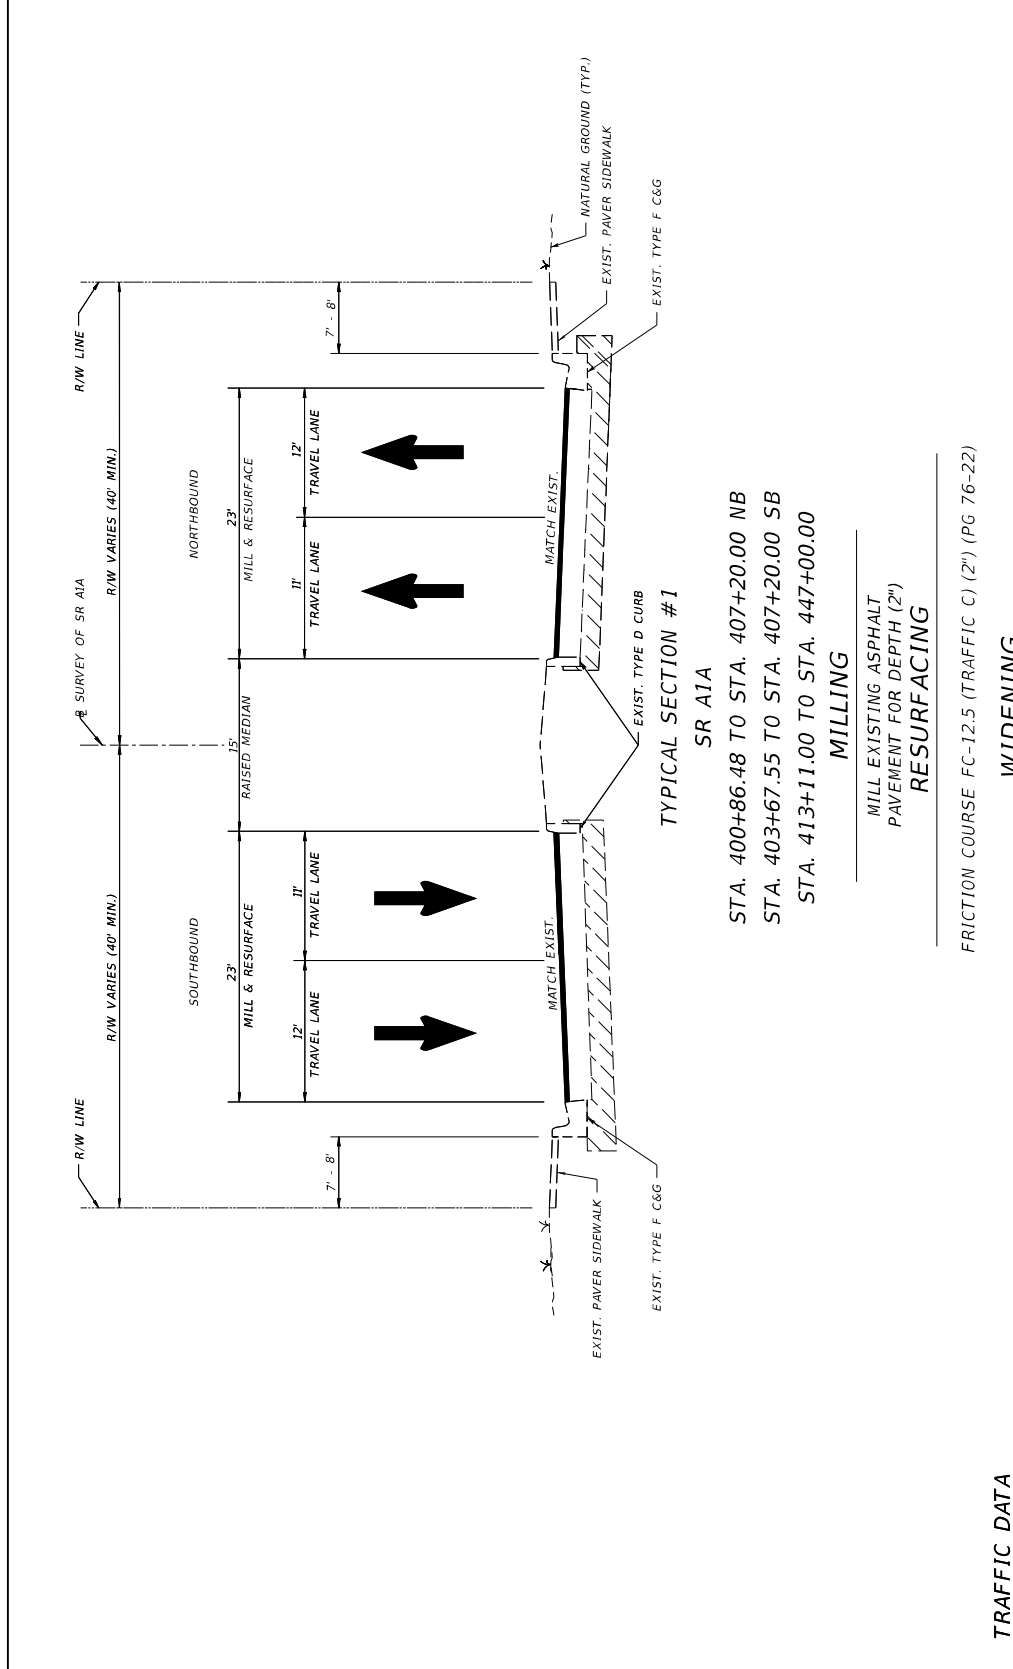 ℄ SURVEY OF SR A1A
R/W LINE
R/W LINE
R/W VARIES (40' MIN.)
R/W VARIES (40' MIN.)
SOUTHBOUND
NORTHBOUND
23'
15'
23'
MILL & RESURFACE
RAISED MEDIAN
MILL & RESURFACE
12'
11'
11'
12'
TRAVEL LANE
TRAVEL LANE
TRAVEL LANE
TRAVEL LANE
7' - 8'
7' - 8'
MATCH EXIST.
MATCH EXIST.
NATURAL GROUND (TYP.)
EXIST. PAVER SIDEWALK
EXIST. PAVER SIDEWALK
EXIST. TYPE D CURB
EXIST. TYPE F C&G
EXIST. TYPE F C&G
TYPICAL SECTION #1
SR A1A
STA. 400+86.48 TO STA. 407+20.00 NB
STA. 403+67.55 TO STA. 407+20.00 SB
STA. 413+11.00 TO STA. 447+00.00
MILLING
MILL EXISTING ASPHALT
PAVEMENT FOR DEPTH (2")
RESURFACING
FRICTION COURSE FC-12.5 (TRAFFIC C) (2") (PG 76-22)
WIDENING
TRAFFIC DATA